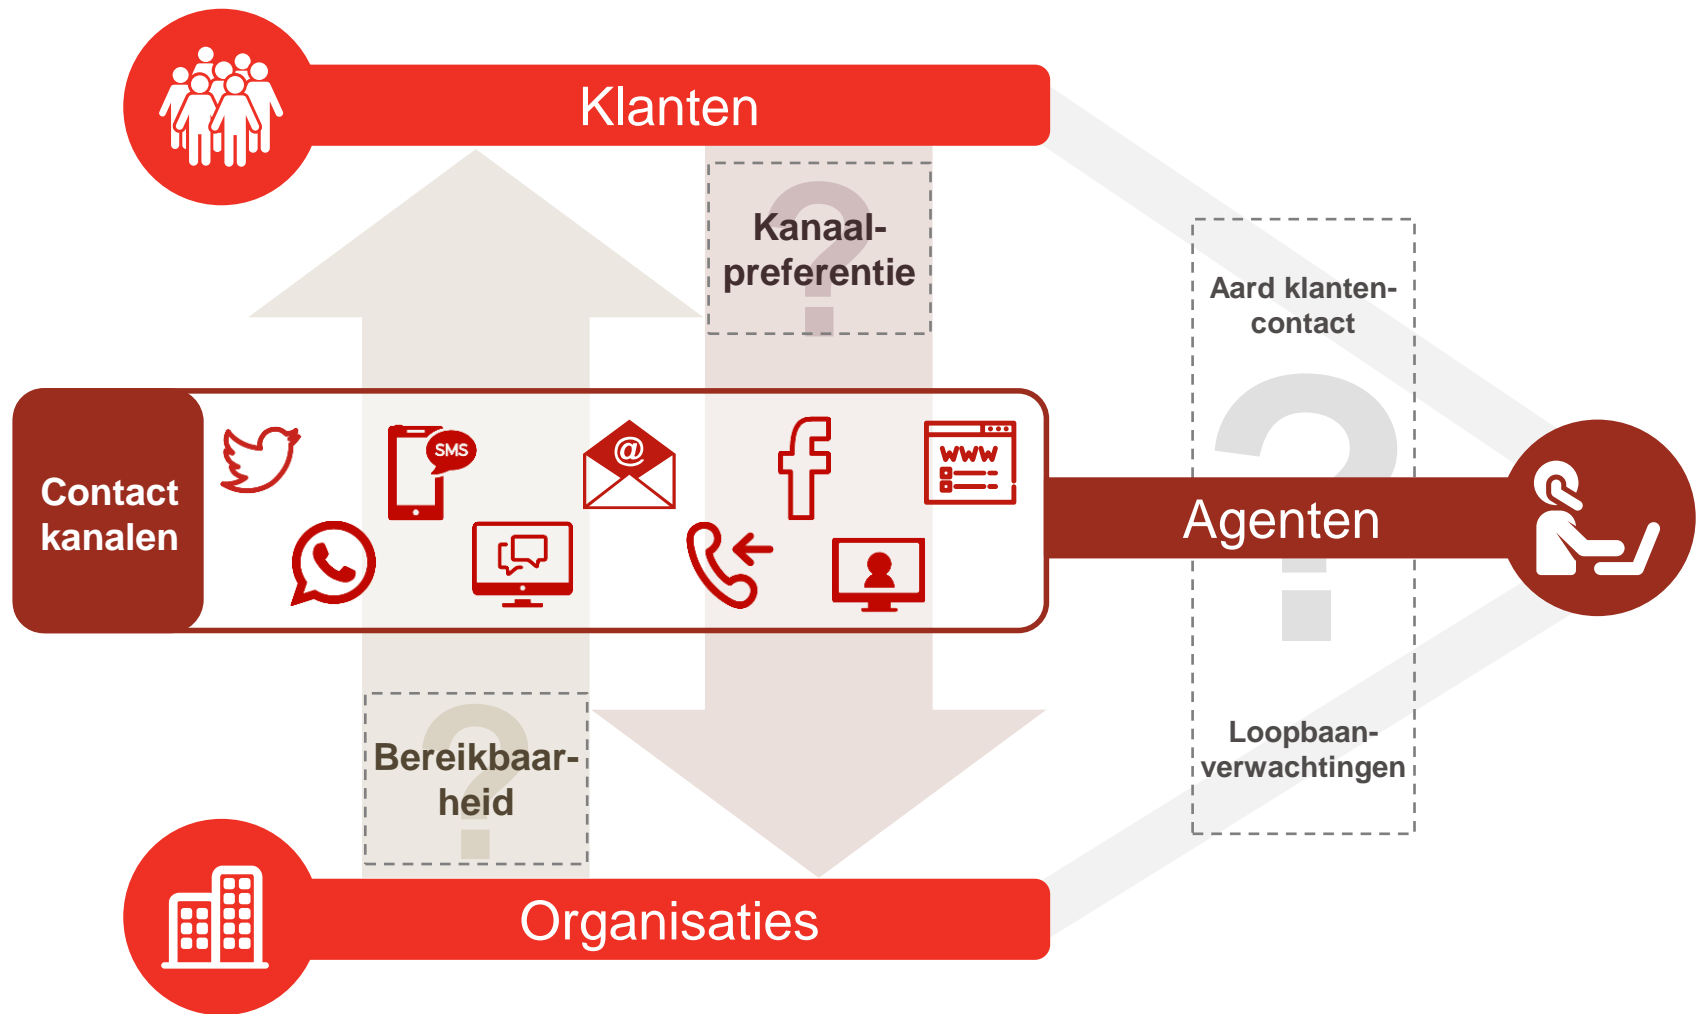 Klanten
?
Kanaal-
preferentie
Aard klanten-
contact
?
Contact
kanalen
SMS
@
f
www
Agenten
Bereikbaar-
heid
?
Loopbaan-
verwachtingen
Organisaties